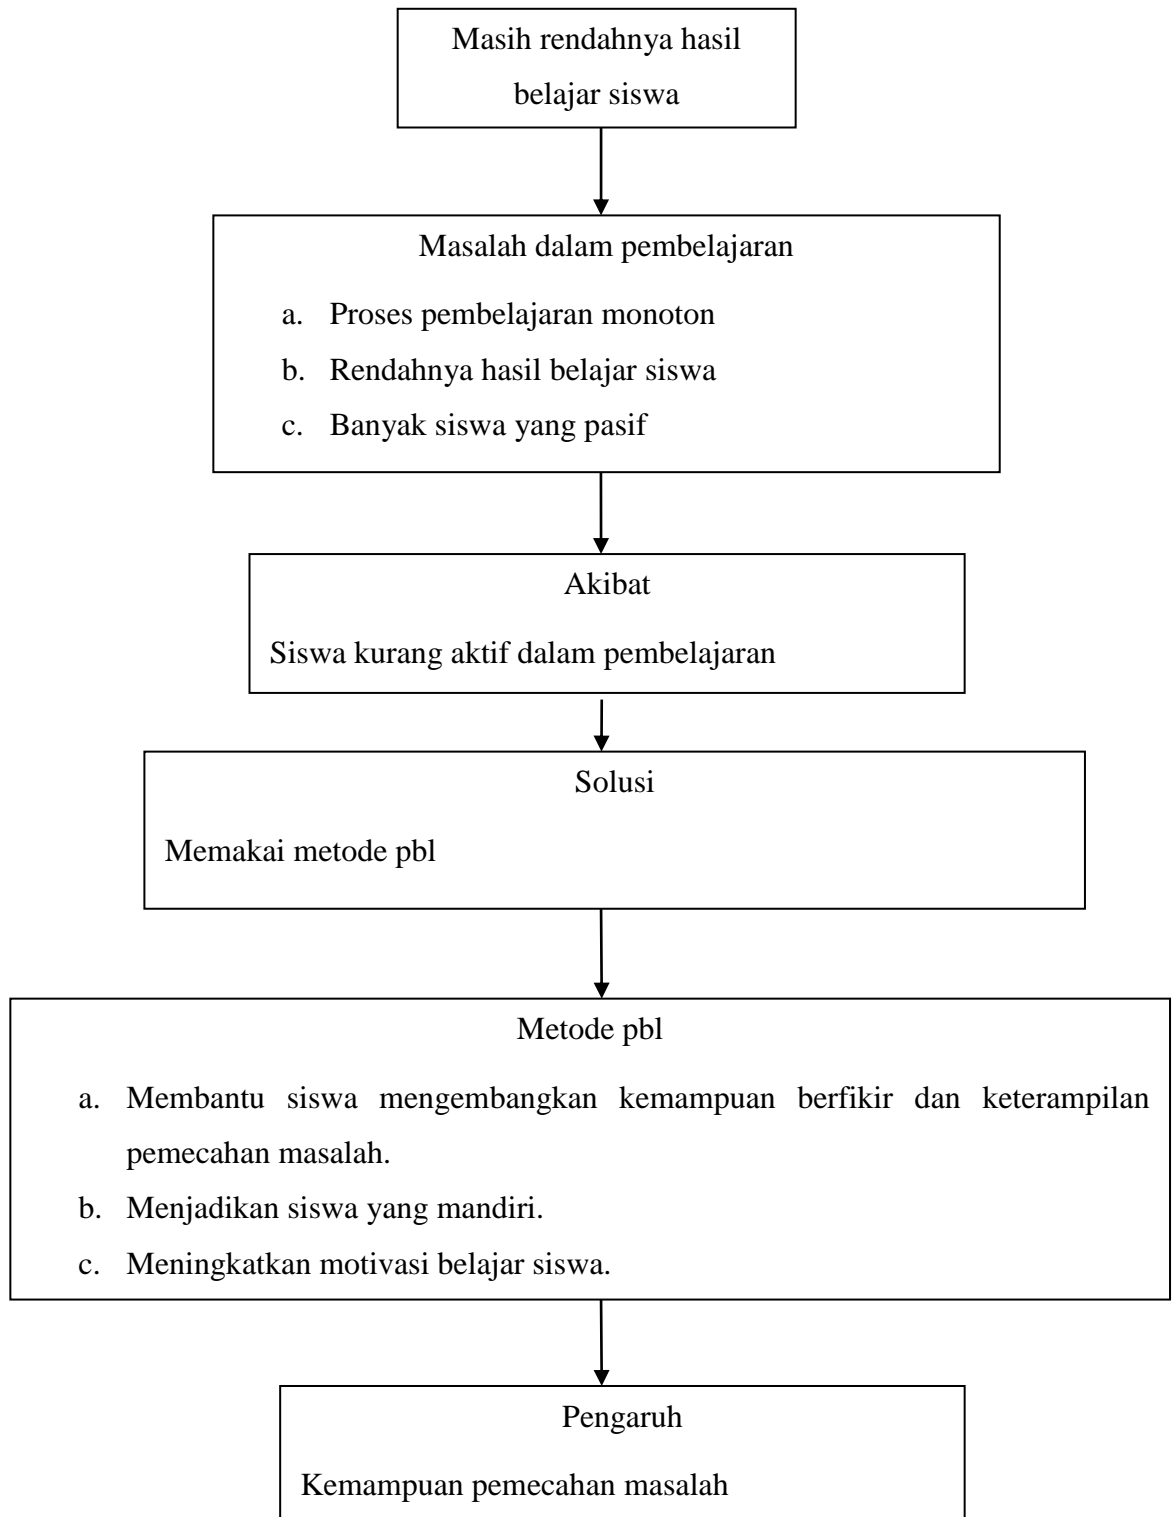 Masih rendahnya hasil
belajar siswa
Masalah dalam pembelajaran
a. Proses pembelajaran monoton
b. Rendahnya hasil belajar siswa
c. Banyak siswa yang pasif
Akibat
Siswa kurang aktif dalam pembelajaran
Solusi
Memakai metode pbl
Metode pbl
a. Membantu siswa mengembangkan kemampuan berfikir dan keterampilan
pemecahan masalah.
b. Menjadikan siswa yang mandiri.
c. Meningkatkan motivasi belajar siswa.
Pengaruh
Kemampuan pemecahan masalah